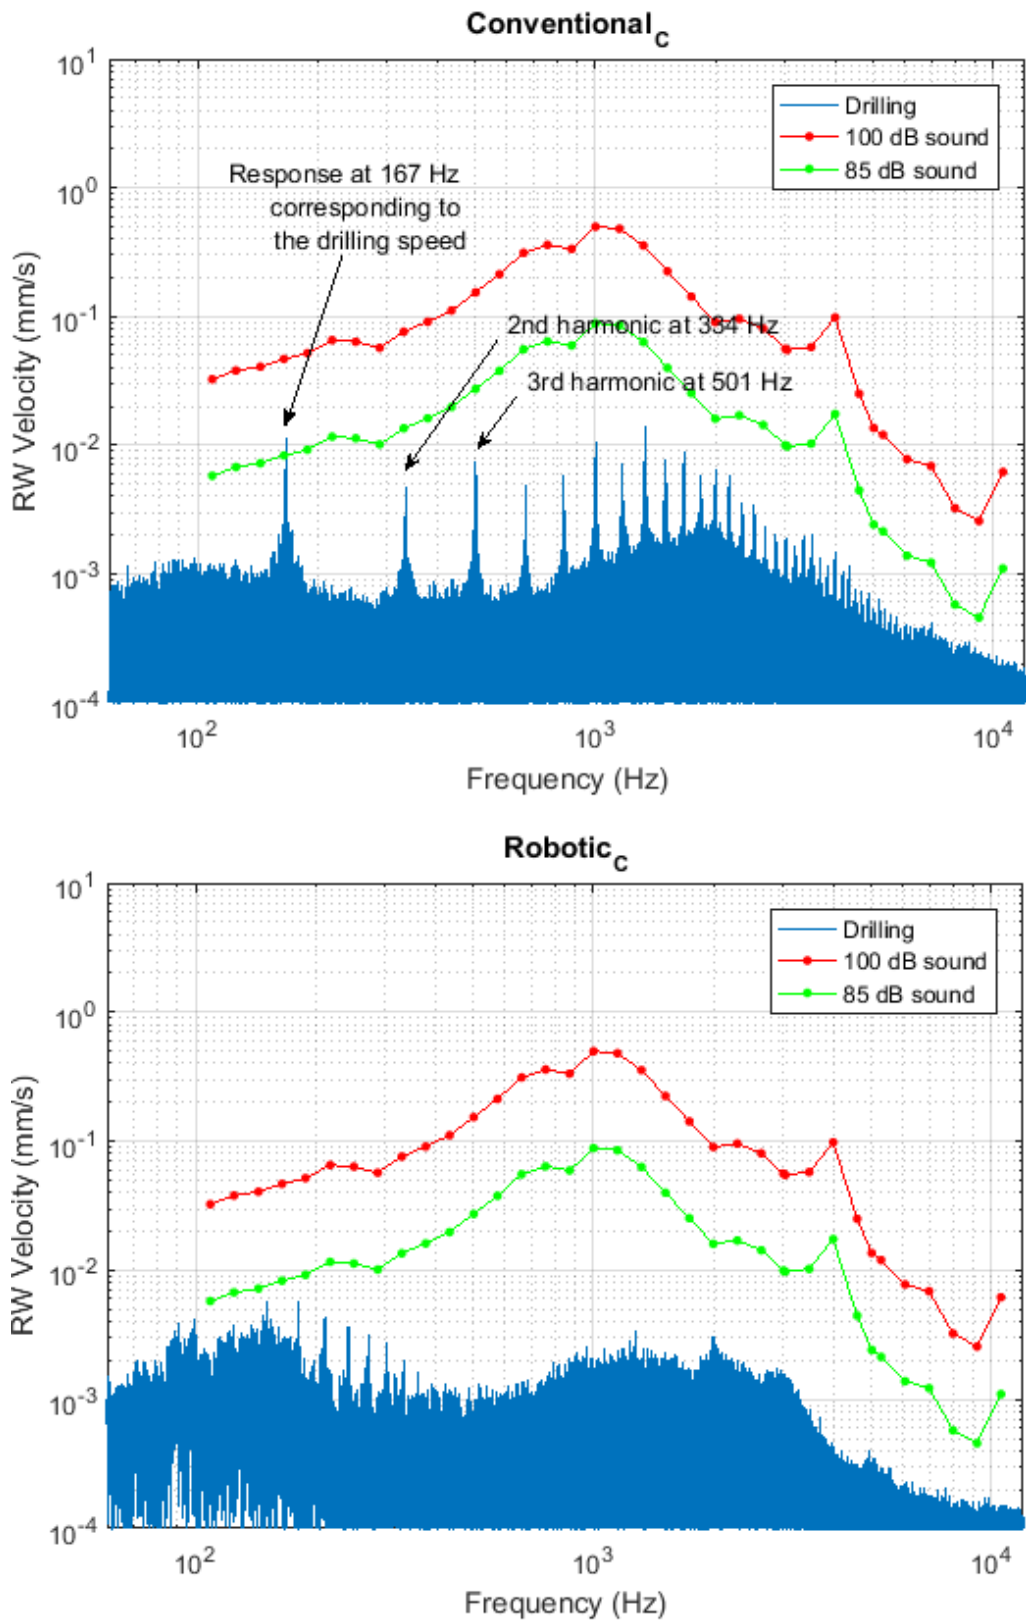 Conventional_C
10^1
10^0
10^-1
10^-2
10^-3
10^-4
RW Velocity (mm/s)
Drilling
100 dB sound
85 dB sound
Response at 167 Hz
corresponding to
the drilling speed
2nd harmonic at 334 Hz
3rd harmonic at 501 Hz
10^2
10^3
10^4
Frequency (Hz)
Robotic_C
10^1
10^0
10^-1
10^-2
10^-3
10^-4
RW Velocity (mm/s)
Drilling
100 dB sound
85 dB sound
10^2
10^3
10^4
Frequency (Hz)